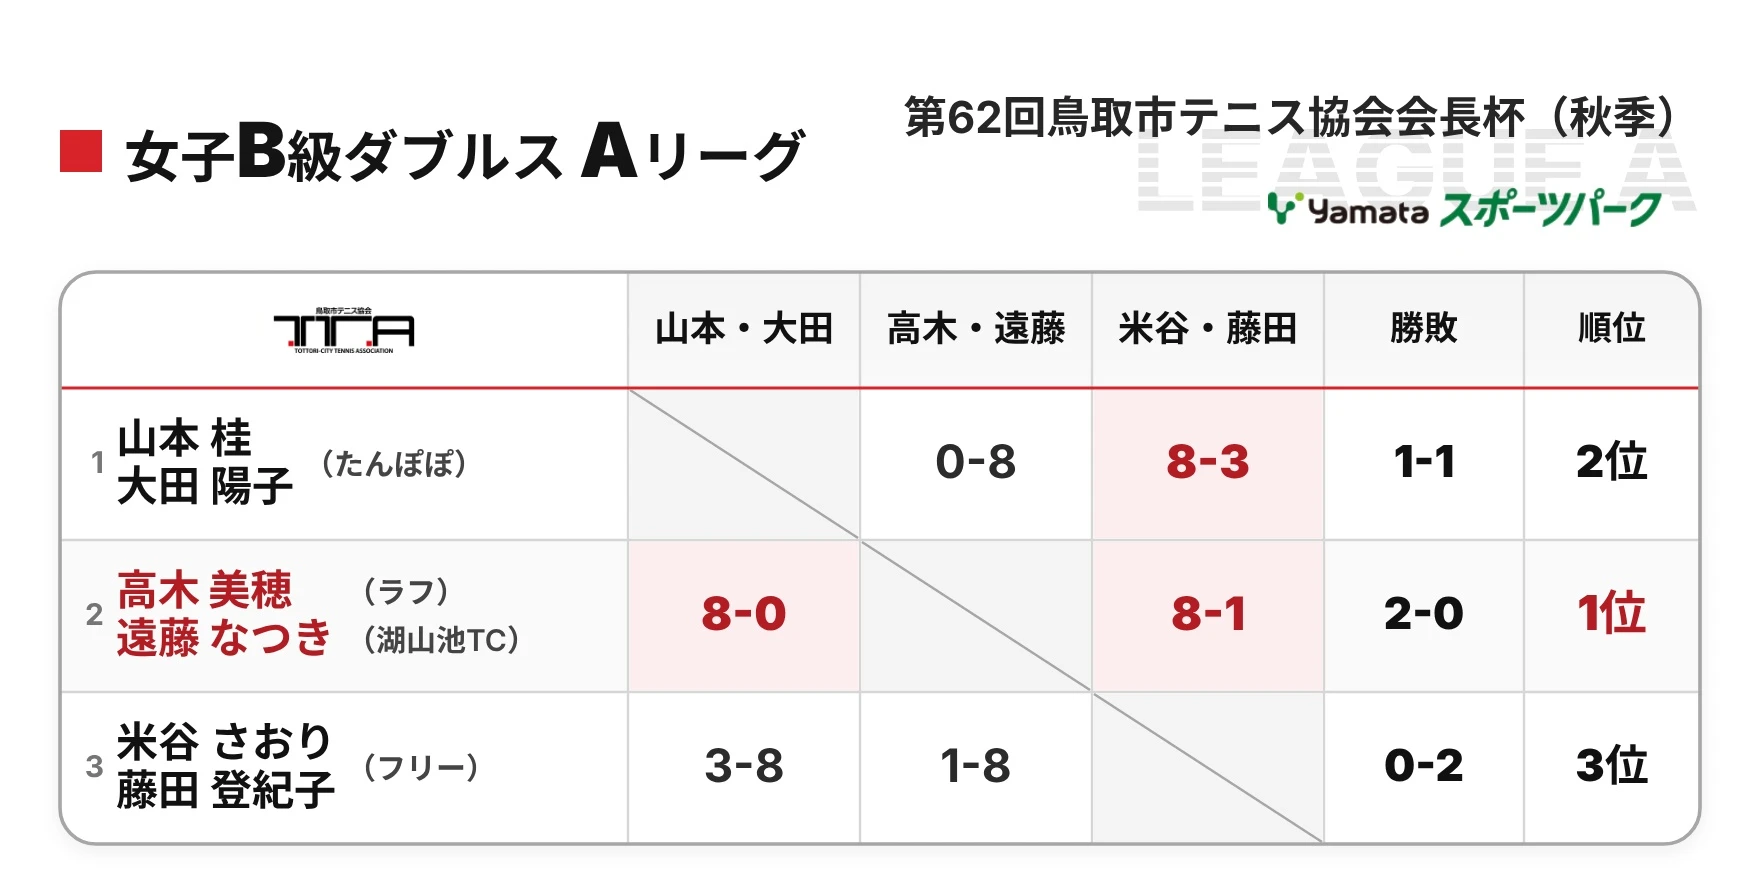 第62回鳥取市テニス協会会長杯（秋季）
女子B級ダブルス Aリーグ
LEAGUE A
Yamata スポーツパーク
鳥取市テニス協会
TTA
TOTTORI-CITY TENNIS ASSOCIATION
山本・大田 高木・遠藤 米谷・藤田 勝敗 順位
1 山本 桂 大田 陽子 （たんぽぽ） 0-8 8-3 1-1 2位
2 高木 美穂 （ラフ） 遠藤 なつき （湖山池TC） 8-0 8-1 2-0 1位
3 米谷 さおり 藤田 登紀子 （フリー） 3-8 1-8 0-2 3位